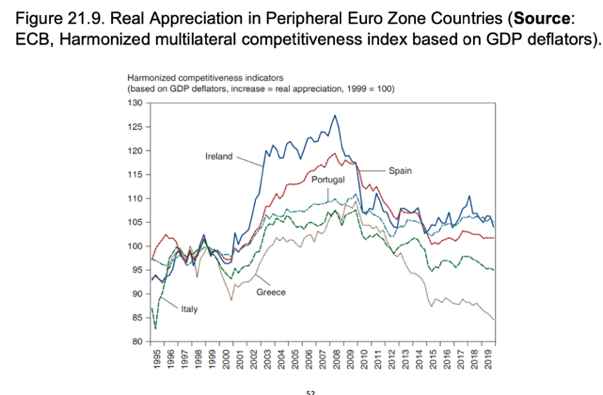 Figure 21.9. Real Appreciation in Peripheral Euro Zone Countries (Source:
ECB, Harmonized multilateral competitiveness index based on GDP deflators).
Harmonized competitiveness indicators
(based on GDP deflators, increase = real appreciation, 1999 = 100)
130
125
120
115
110
105
100
95
90
85
80
Ireland
Spain
Portugal
Greece
Italy
1995 1996 1997 1998 1999 2000 2001 2002 2003 2004 2005 2006 2007 2008 2009 2010 2011 2012 2013 2014 2015 2016 2017 2018 2019